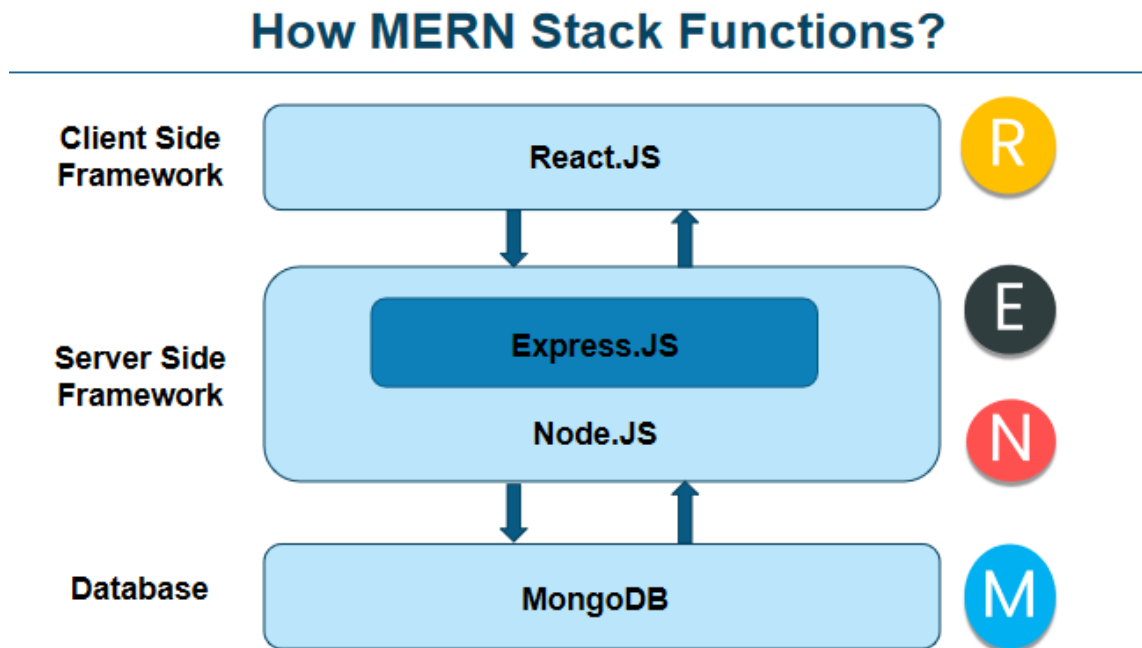 How MERN Stack Functions?
Client Side
Framework
React.JS
R
Server Side
Framework
Express.JS
Node.JS
E
N
Database
MongoDB
M